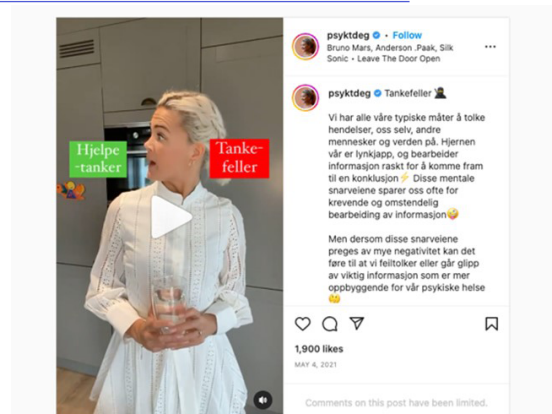 Hjelpe
-tanker
Tanke-
feller
psyktdeg • Follow
Bruno Mars, Anderson .Paak, Silk
Sonic • Leave The Door Open
psyktdeg Tankefeller 🥷
Vi har alle våre typiske måter å tolke
hendelser, oss selv, andre
mennesker og verden på. Hjernen
vår er lynkjapp, og bearbeider
informasjon raskt for å komme fram
til en konklusjon⚡ Disse mentale
snarveiene sparer oss ofte for
krevende og omstendelig
bearbeiding av informasjon🤪
Men dersom disse snarveiene
preges av mye negativitet kan det
føre til at vi feiltolker eller går glipp
av viktig informasjon som er mer
oppbyggende for vår psykiske helse
🤔
1,900 likes
MAY 4, 2021
Comments on this post have been limited.